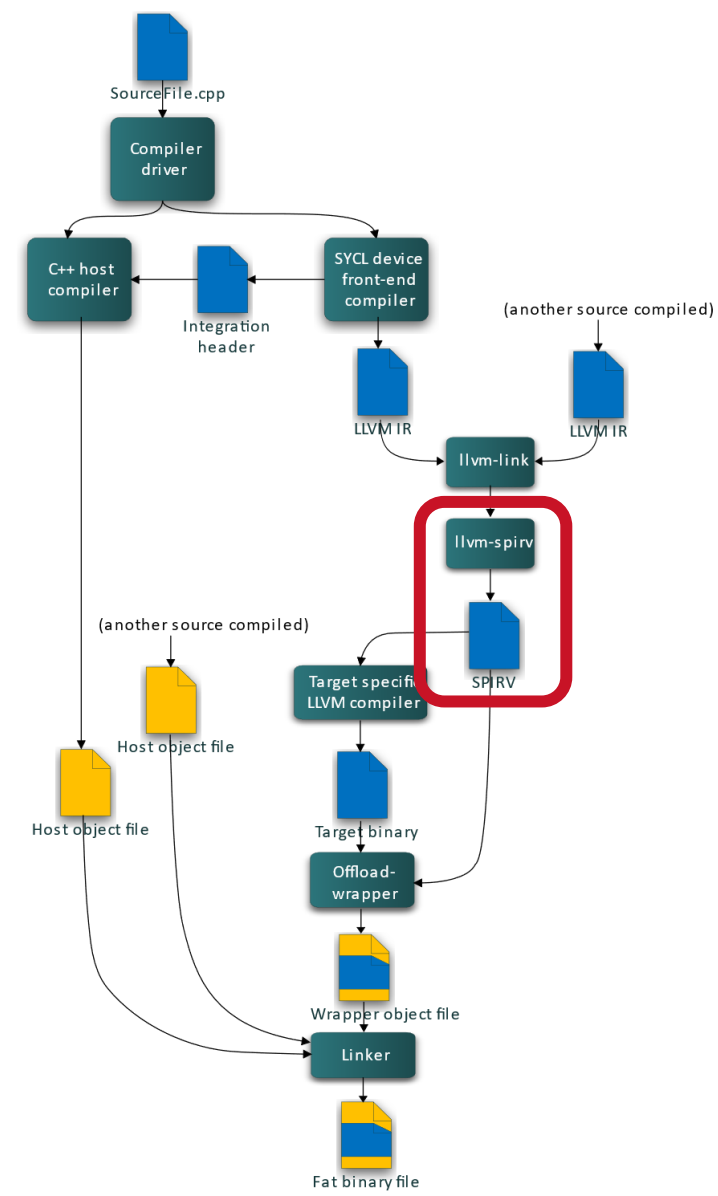 SourceFile.cpp
Compiler
driver
C++ host
compiler
SYCL device
front-end
compiler
Integration
header
(another source compiled)
LLVM IR
LLVM IR
llvm-link
llvm-spirv
(another source compiled)
SPIRV
Target specific
LLVM compiler
Host object file
Host object file
Target binary
Offload-
wrapper
Wrapper object file
Linker
Fat binary file